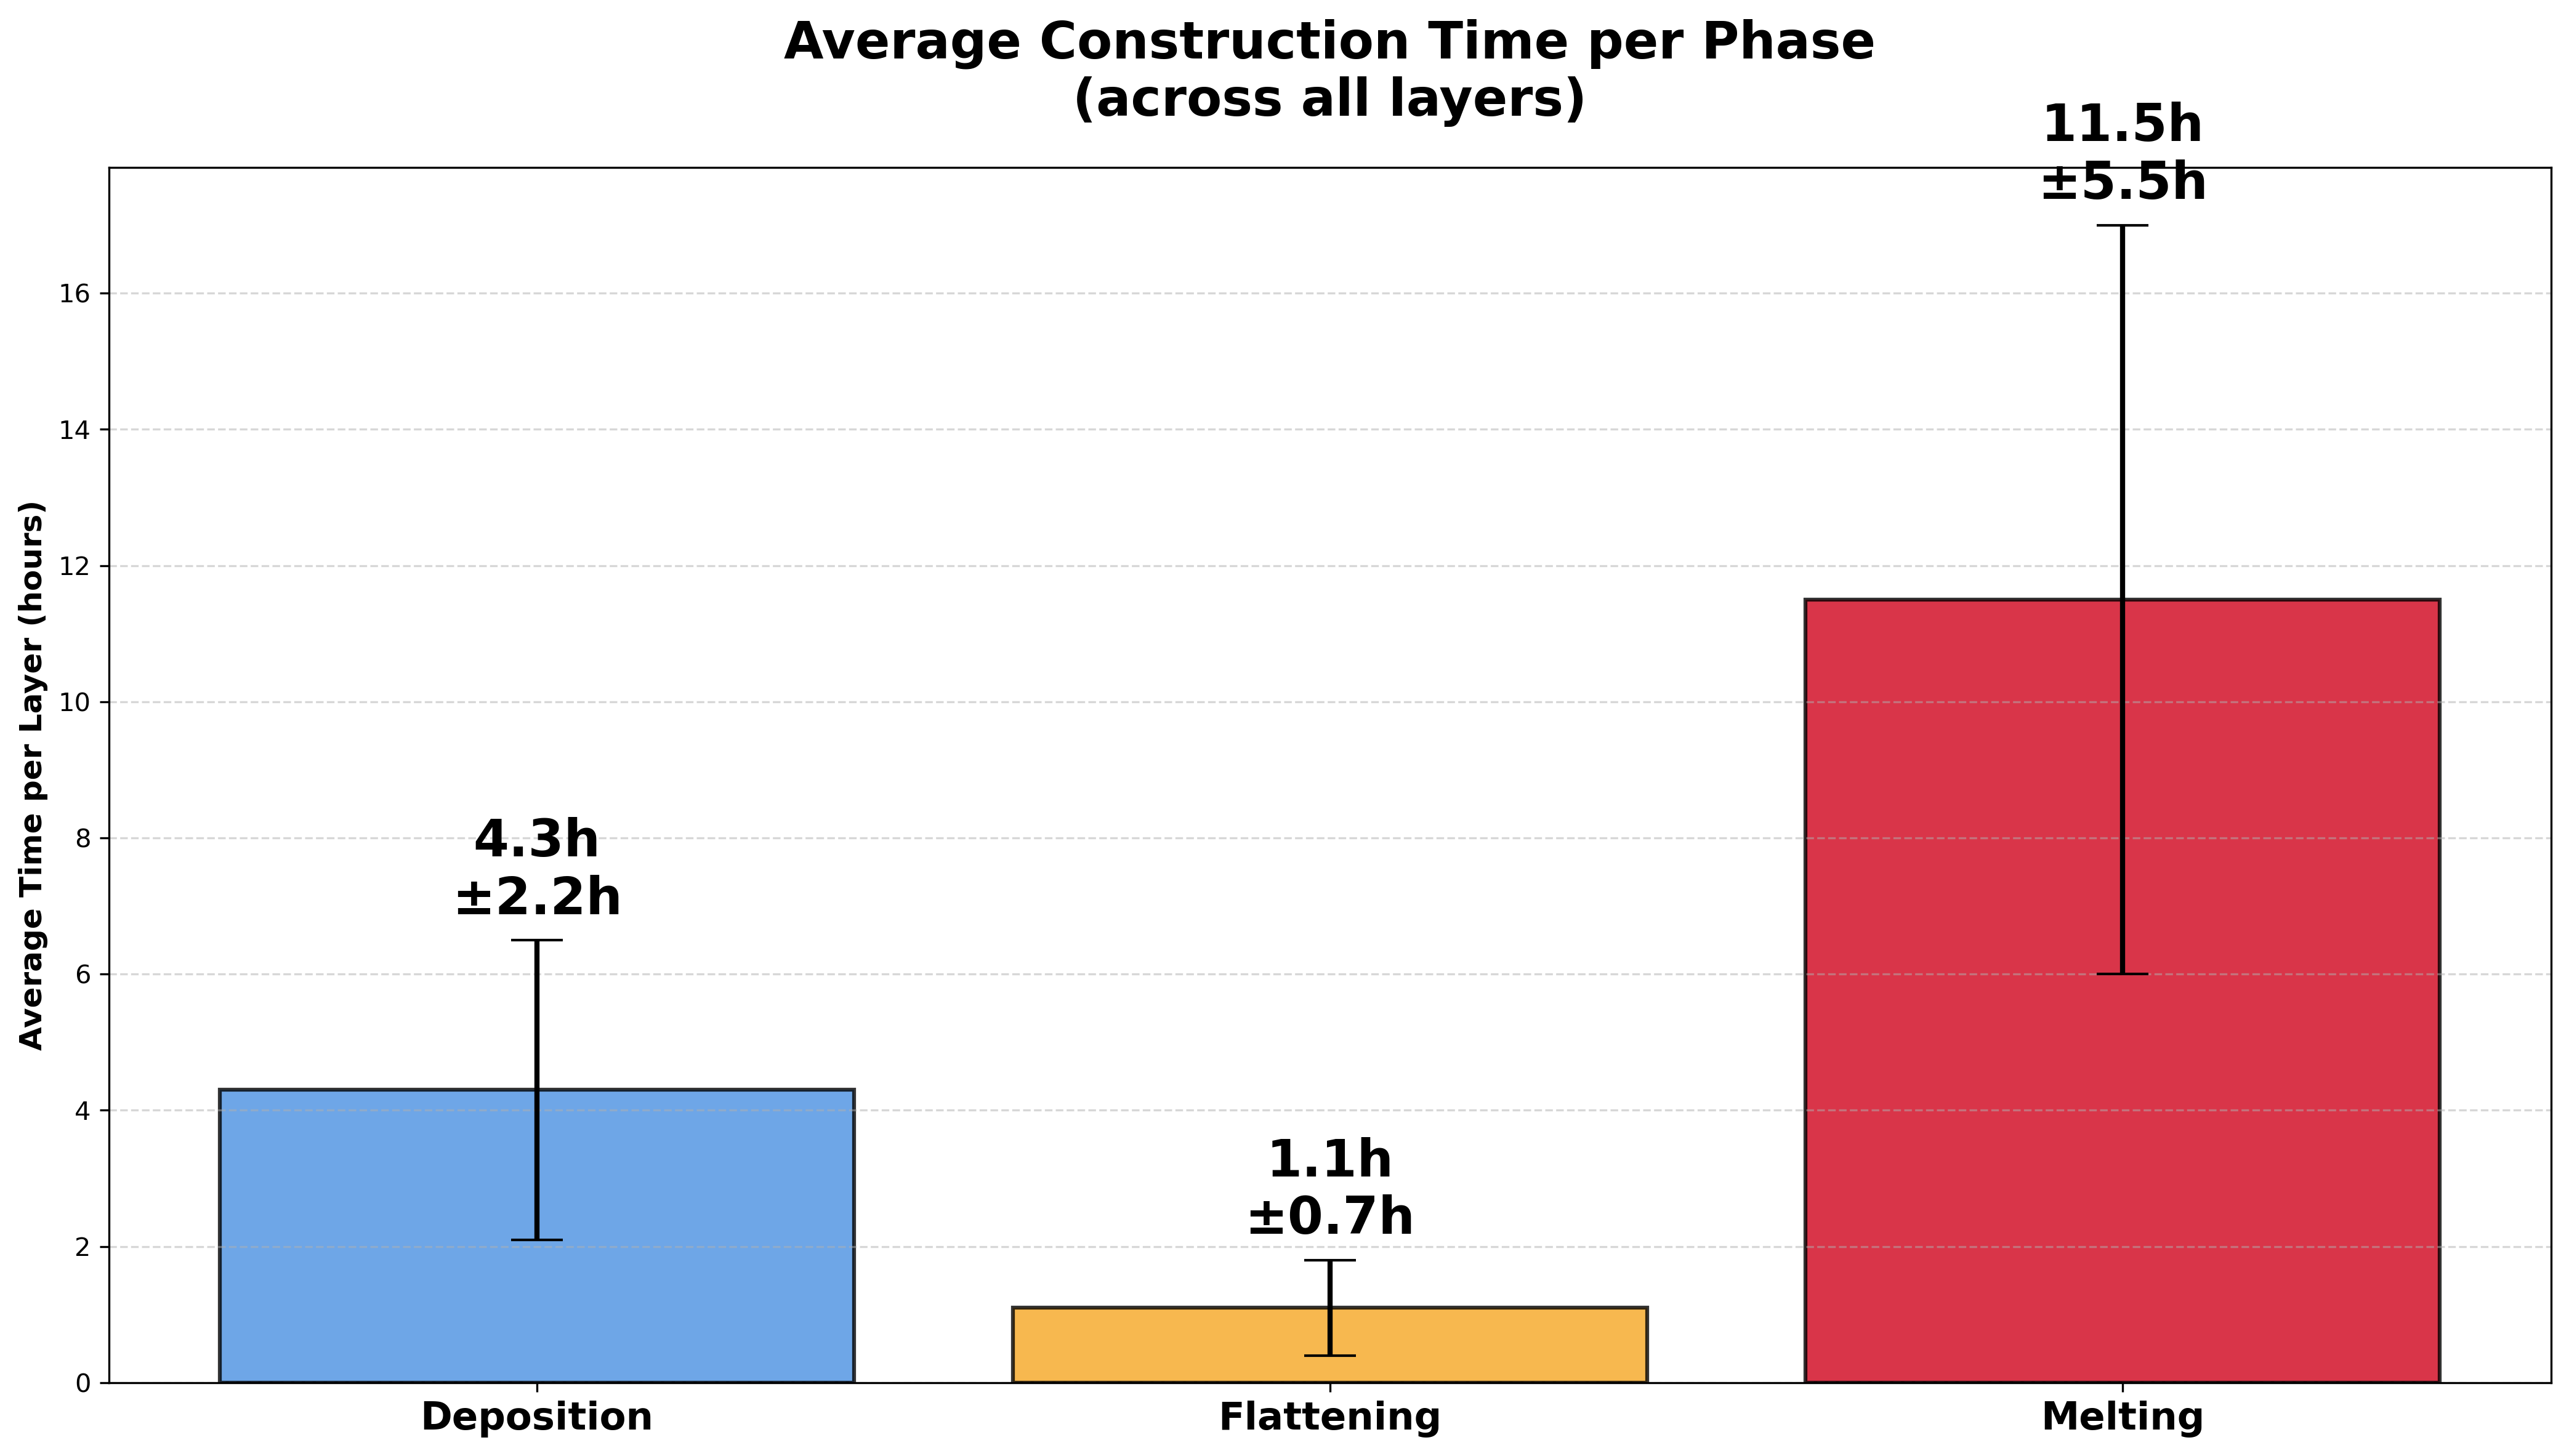 Average Construction Time per Phase
(across all layers)
11.5h
±5.5h
16
14
12
10
8
6
4
2
0
Average Time per Layer (hours)
4.3h
±2.2h
1.1h
±0.7h
Deposition
Flattening
Melting